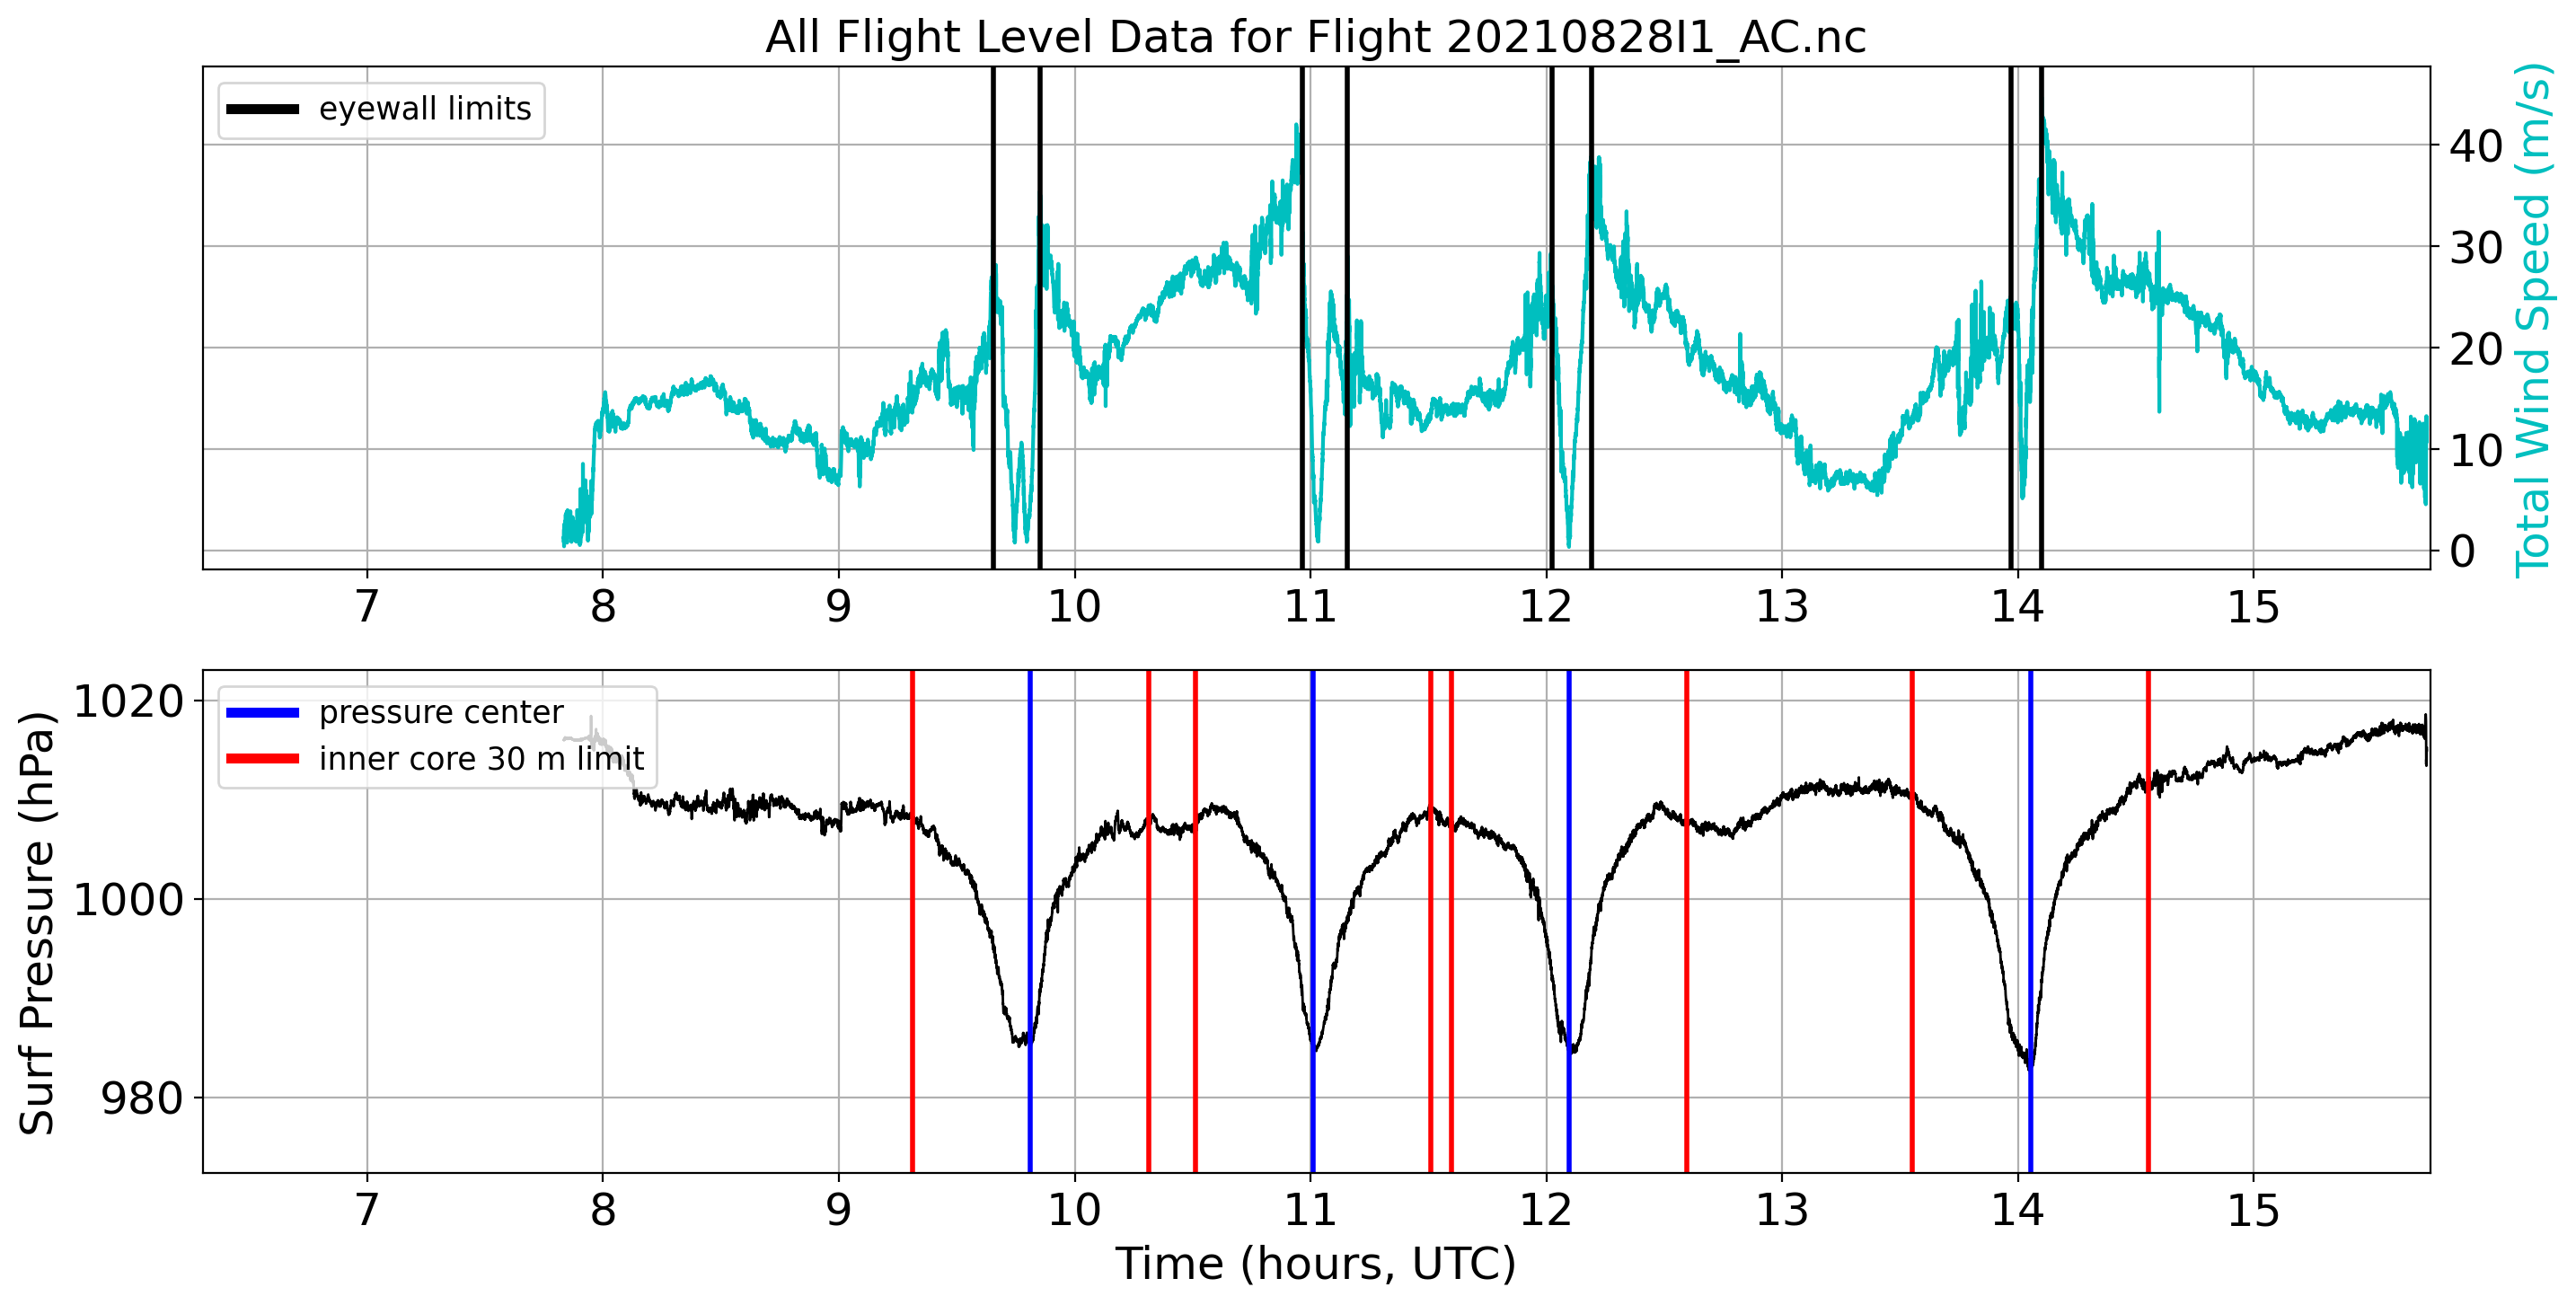 All Flight Level Data for Flight 20210828I1_AC.nc
eyewall limits
40
30
20
10
0
Total Wind Speed (m/s)
7 8 9 10 11 12 13 14 15
1020
1000
980
Surf Pressure (hPa)
pressure center
inner core 30 m limit
7 8 9 10 11 12 13 14 15
Time (hours, UTC)